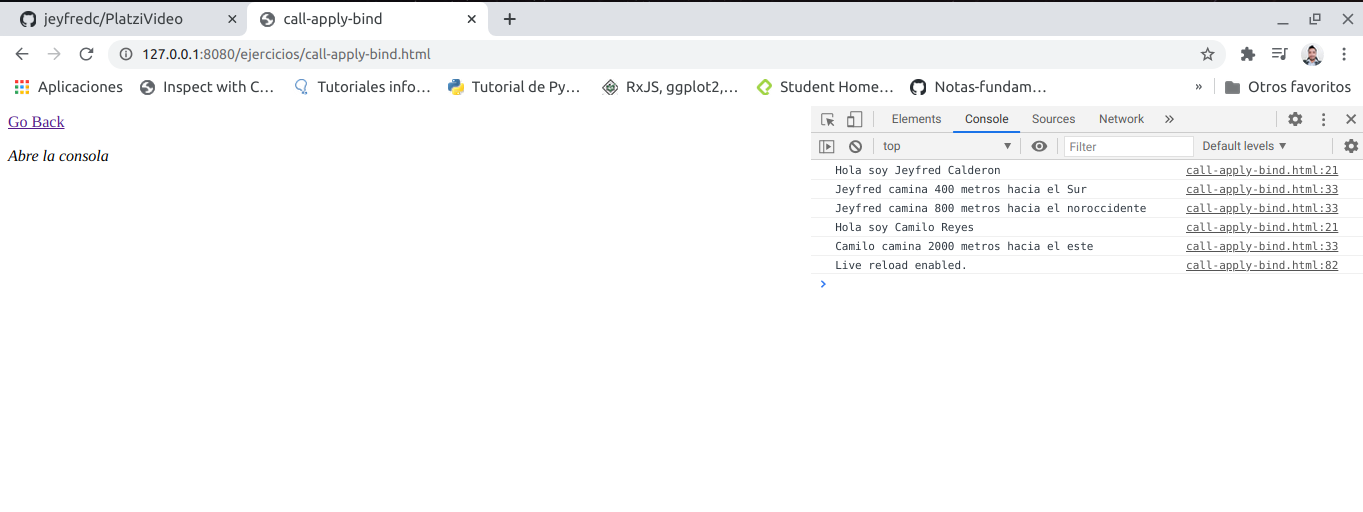 jeyfredc/PlatziVideo
call-apply-bind
127.0.0.1:8080/ejercicios/call-apply-bind.html
Aplicaciones Inspect with C… Tutoriales info… Tutorial de Py… RxJS, ggplot2,… Student Home… Notas-fundam… » Otros favoritos
Go Back
Abre la consola
Elements Console Sources Network »
top Filter Default levels
Hola soy Jeyfred Calderon call-apply-bind.html:21
Jeyfred camina 400 metros hacia el Sur call-apply-bind.html:33
Jeyfred camina 800 metros hacia el noroccidente call-apply-bind.html:33
Hola soy Camilo Reyes call-apply-bind.html:21
Camilo camina 2000 metros hacia el este call-apply-bind.html:33
Live reload enabled. call-apply-bind.html:82